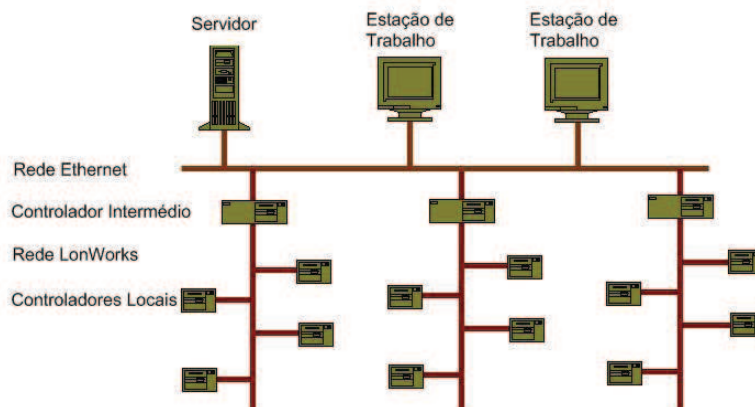 Servidor
Estação de
Trabalho
Estação de
Trabalho
Rede Ethernet
Controlador Intermédio
Rede LonWorks
Controladores Locais